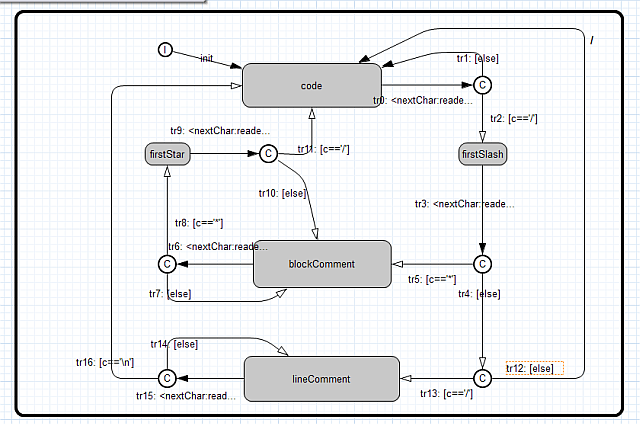 I
init
/
tr1: [else]
code
C
tr0: <nextChar:reade...
tr2: [c=='/']
tr9: <nextChar:reade...
firstStar
C
tr11: [c=='/']
firstSlash
tr10: [else]
tr3: <nextChar:reade...
tr8: [c=='*']
tr6: <nextChar:reade...
C
blockComment
C
tr5: [c=='*']
tr7: [else]
tr4: [else]
tr14: [else]
tr16: [c=='\n']
C
lineComment
C
tr12: [else]
tr15: <nextChar:read...
tr13: [c=='/']